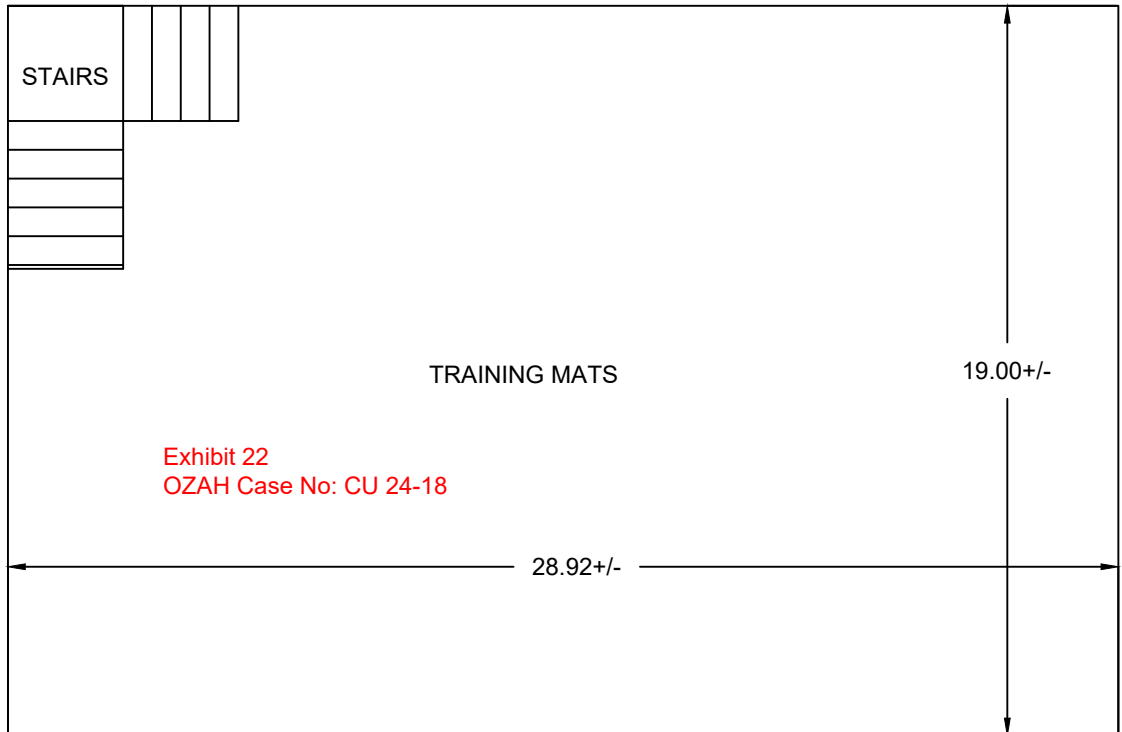 STAIRS
TRAINING MATS
19.00+/-
Exhibit 22
OZAH Case No: CU 24-18
28.92+/-